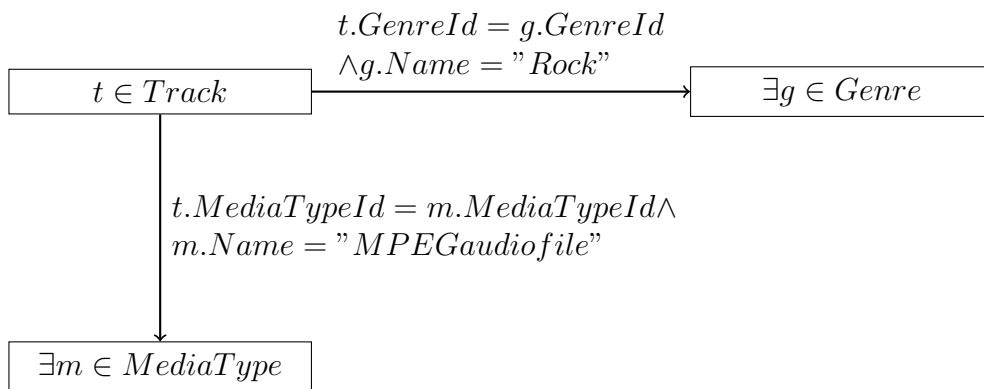 t.GenreId = g.GenreId
∧g.Name = ”Rock”
t ∈ Track
∃g ∈ Genre
t.MediaTypeId = m.MediaTypeId∧
m.Name = ”MPEGaudiofile”
∃m ∈ MediaType